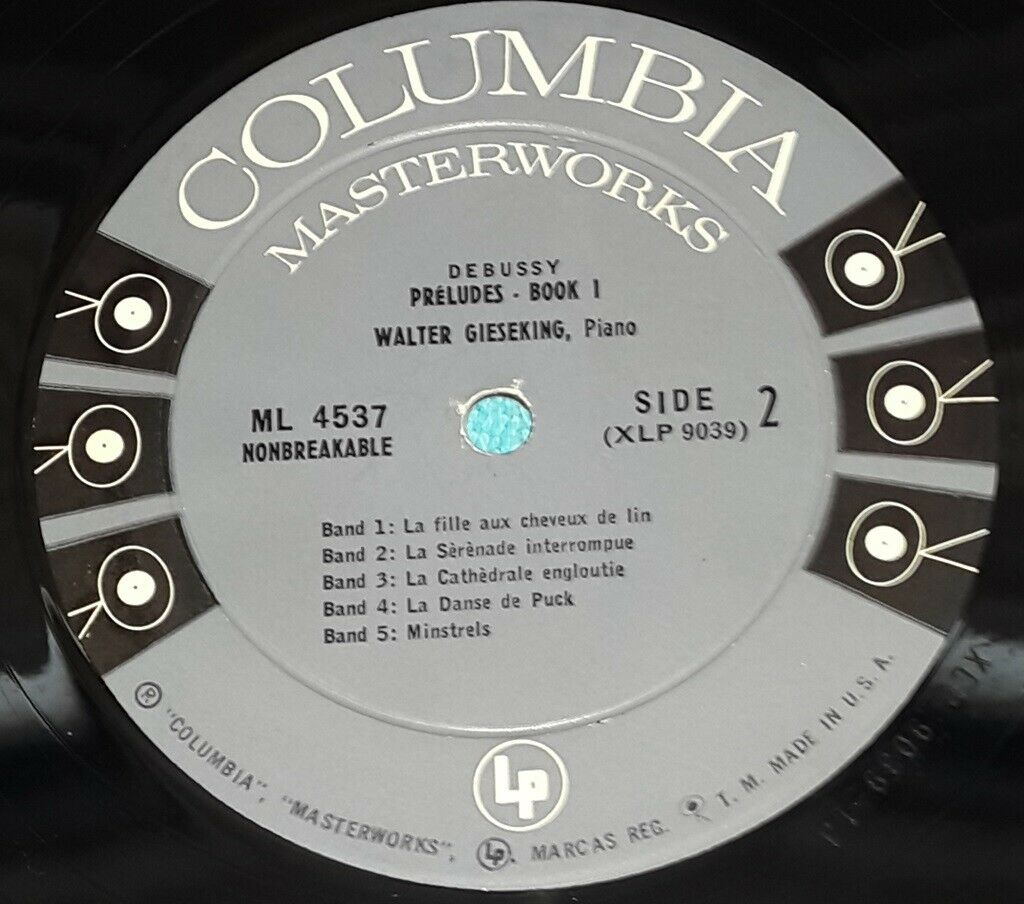 COLUMBIA
MASTERWORKS
DEBUSSY
PRÉLUDES - BOOK 1
WALTER GIESEKING, Piano
ML 4537
NONBREAKABLE
SIDE 2
(XLP 9039)
Band 1: La fille aux cheveux de lin
Band 2: La Sèrènade interrompue
Band 3: La Cathèdrale engloutie
Band 4: La Danse de Puck
Band 5: Minstrels
LP
® "COLUMBIA", "MASTERWORKS", LP. MARCAS REG. T. M. MADE IN U. S. A.